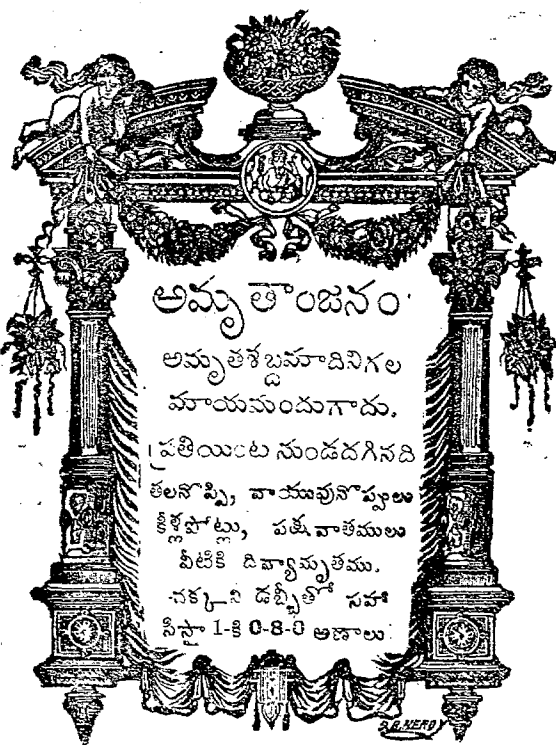 అమృతాంజనం
అమృతశబ్దమాదినిగల
మాయమందుగాదు.
ప్రతియింట నుండదగినది
తలనొప్పి, వాయువునొప్పులు
కీళ్లపోట్లు, పక్షవాతములు
వీటికి దివ్యామృతము.
చక్కని డబ్బీతో సహా
సీసా 1-కి 0-8-0 అణాలు